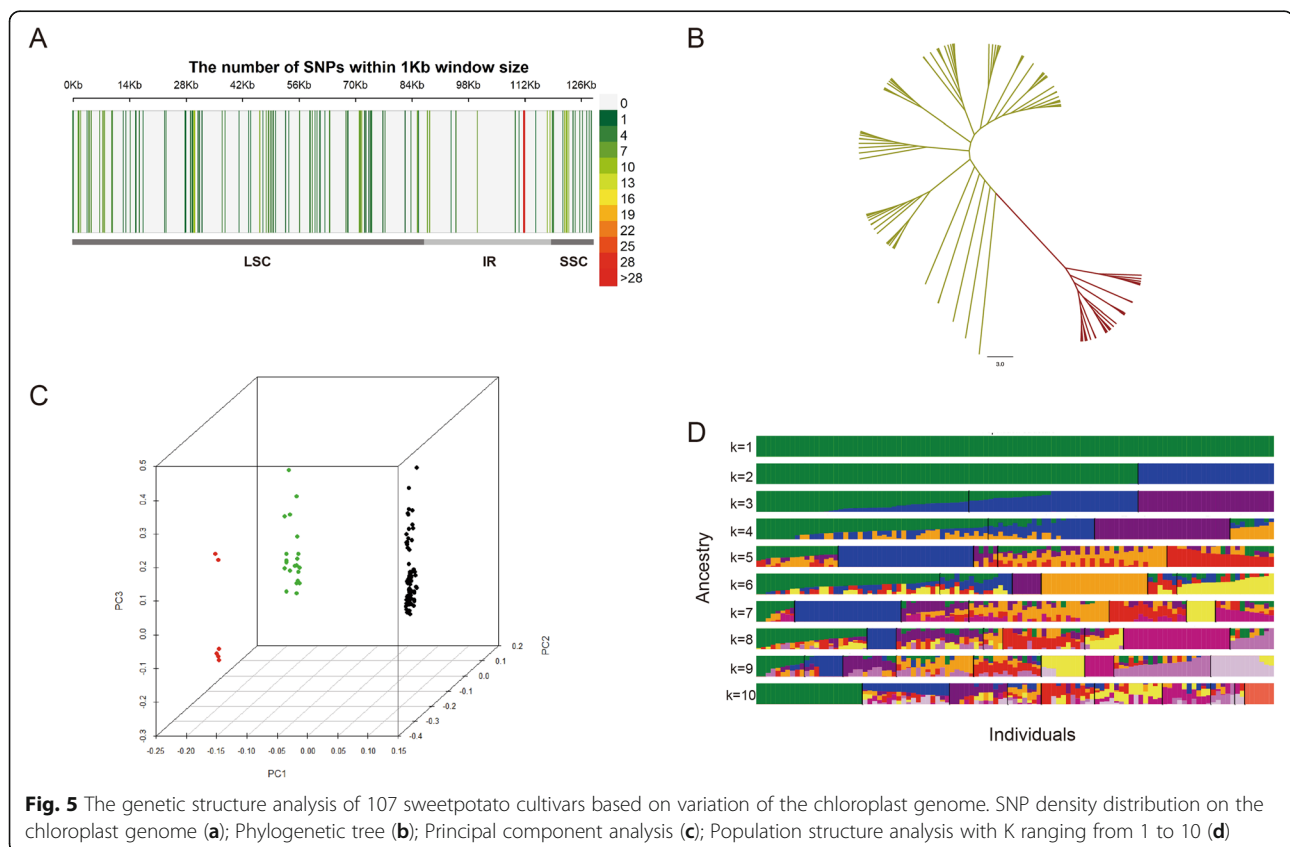 A
The number of SNPs within 1Kb window size
0Kb 14Kb 28Kb 42Kb 56Kb 70Kb 84Kb 98Kb 112Kb 126Kb
0
1
4
7
10
13
16
19
22
25
28
>28
LSC IR SSC
B
3.0
C
PC3
0.5
0.4
0.3
0.2
0.1
0.0
-0.1
-0.2
-0.3
-0.25 -0.20 -0.15 -0.10 -0.05 0.00 0.05 0.10 0.15
PC1
0.2
0.1
0.0
-0.1
-0.2
-0.3
-0.4
PC2
D
Ancestry
k=1
k=2
k=3
k=4
k=5
k=6
k=7
k=8
k=9
k=10
Individuals
Fig. 5 The genetic structure analysis of 107 sweetpotato cultivars based on variation of the chloroplast genome. SNP density distribution on the
chloroplast genome (a); Phylogenetic tree (b); Principal component analysis (c); Population structure analysis with K ranging from 1 to 10 (d)